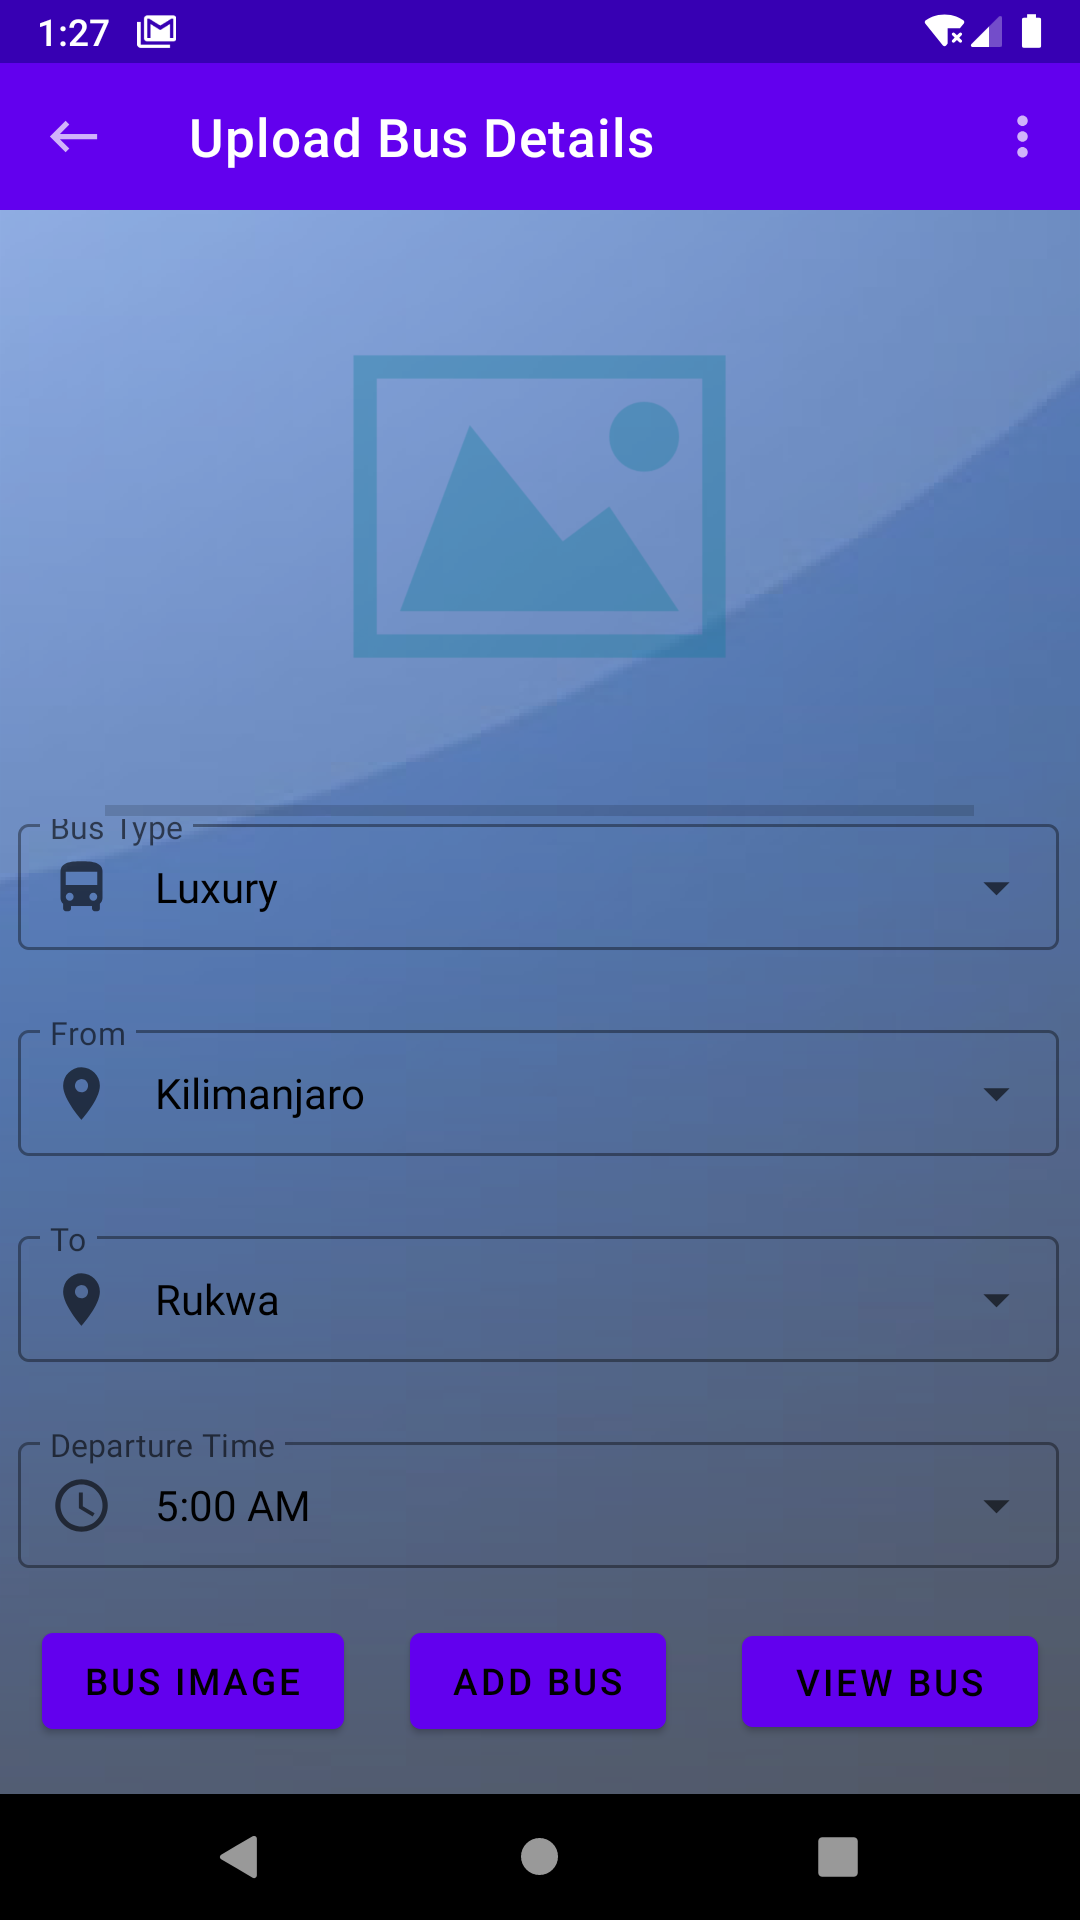 1:27
Upload Bus Details
Bus Type
Luxury
From
Kilimanjaro
To
Rukwa
Departure Time
5:00 AM
BUS IMAGE
ADD BUS
VIEW BUS